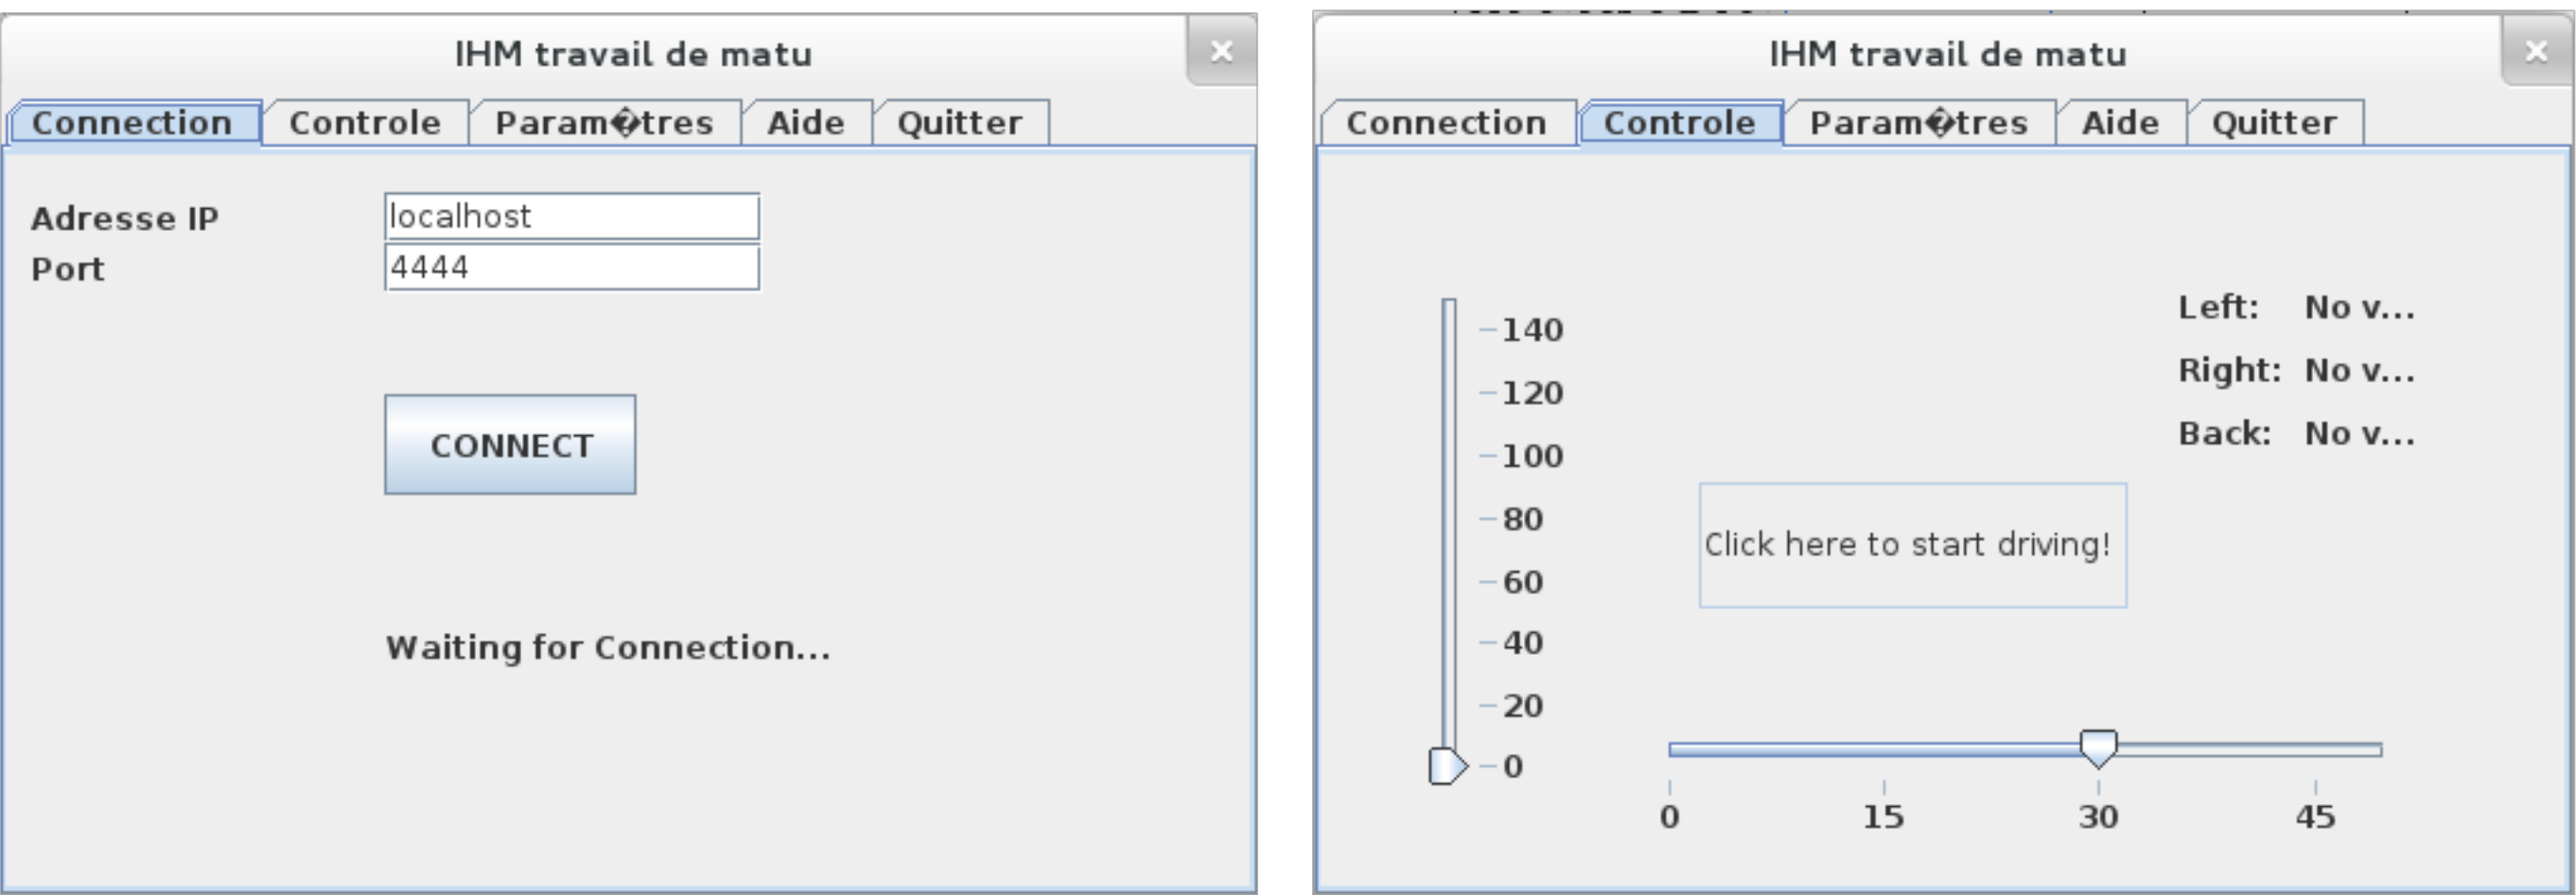 IHM travail de matu
Connection Controle Param�tres Aide Quitter
Adresse IP localhost
Port 4444
CONNECT
Waiting for Connection...
IHM travail de matu
Connection Controle Param�tres Aide Quitter
Left: No v...
140
Right: No v...
120
Back: No v...
100
80
Click here to start driving!
60
40
20
0
0 15 30 45